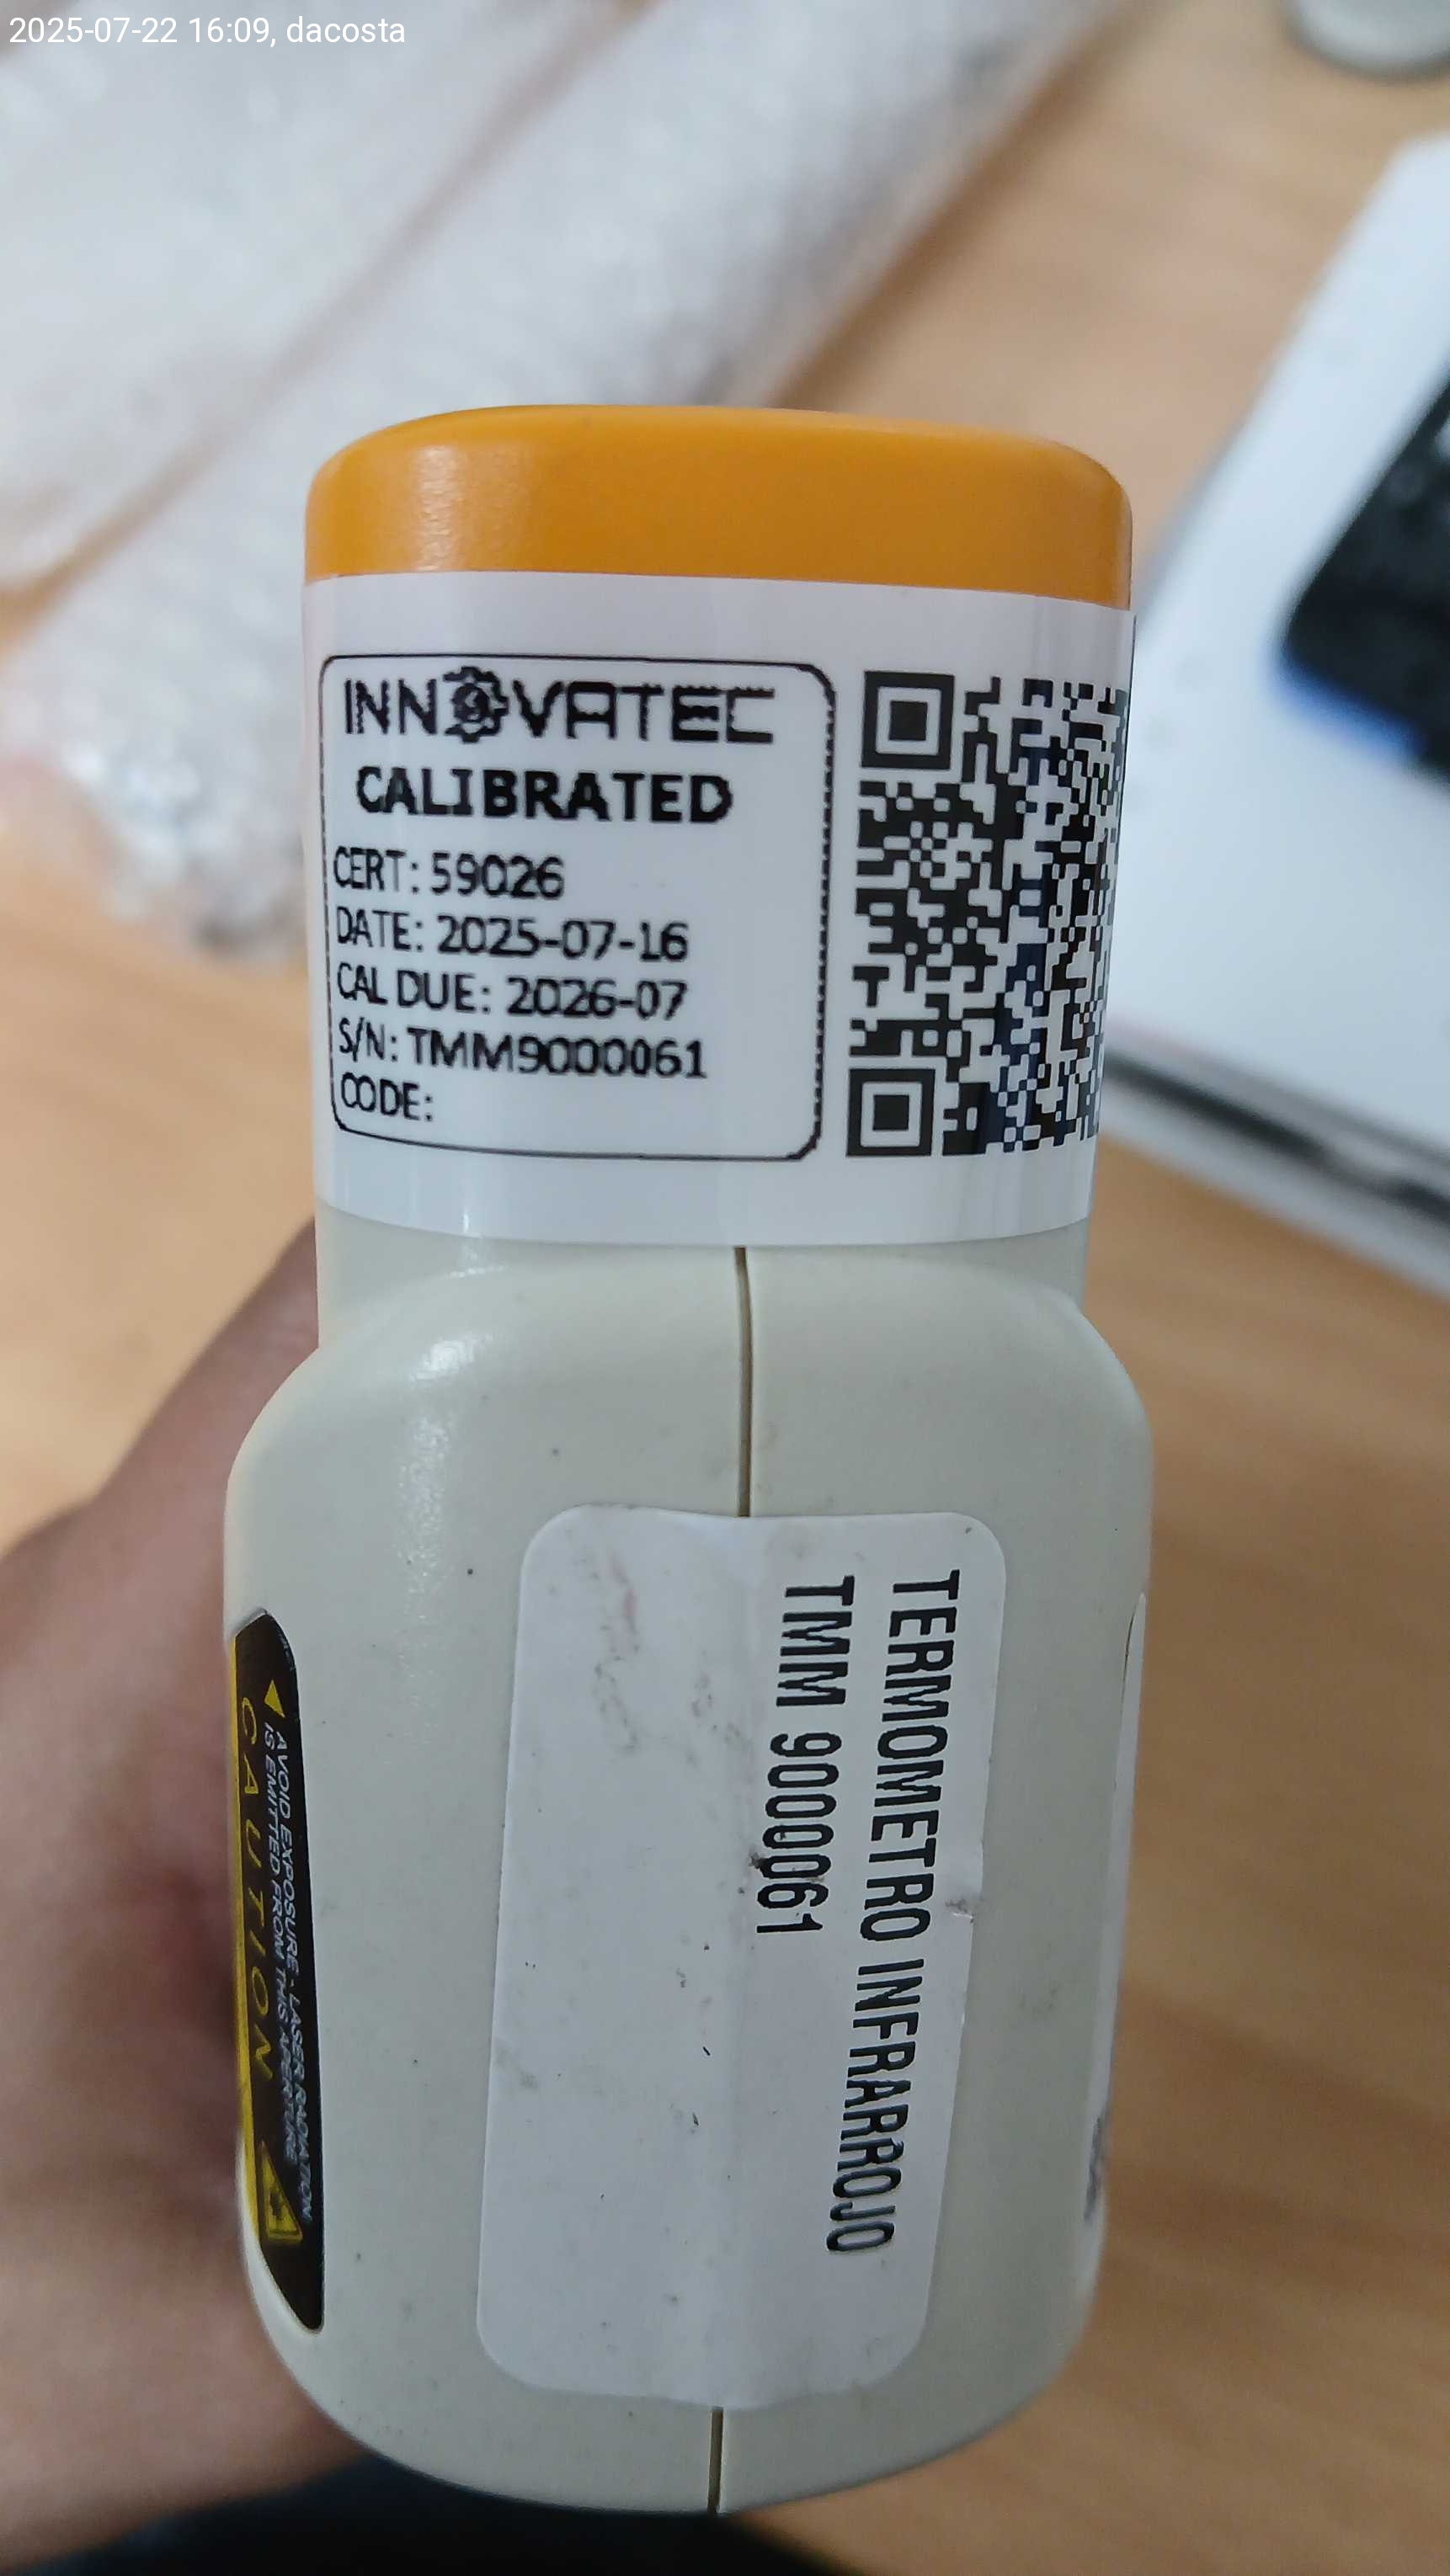 2025-07-22 16:09, dacosta
INNOVATEC
CALIBRATED
CERT: 59026
DATE: 2025-07-16
CAL DUE: 2026-07
S/N: TMM9000061
CODE:
TERMOMETRO INFRARROJO
TMM 9000061
CAUTION
AVOID EXPOSURE - LASER RADIATION
IS EMITTED FROM THIS APERTURE